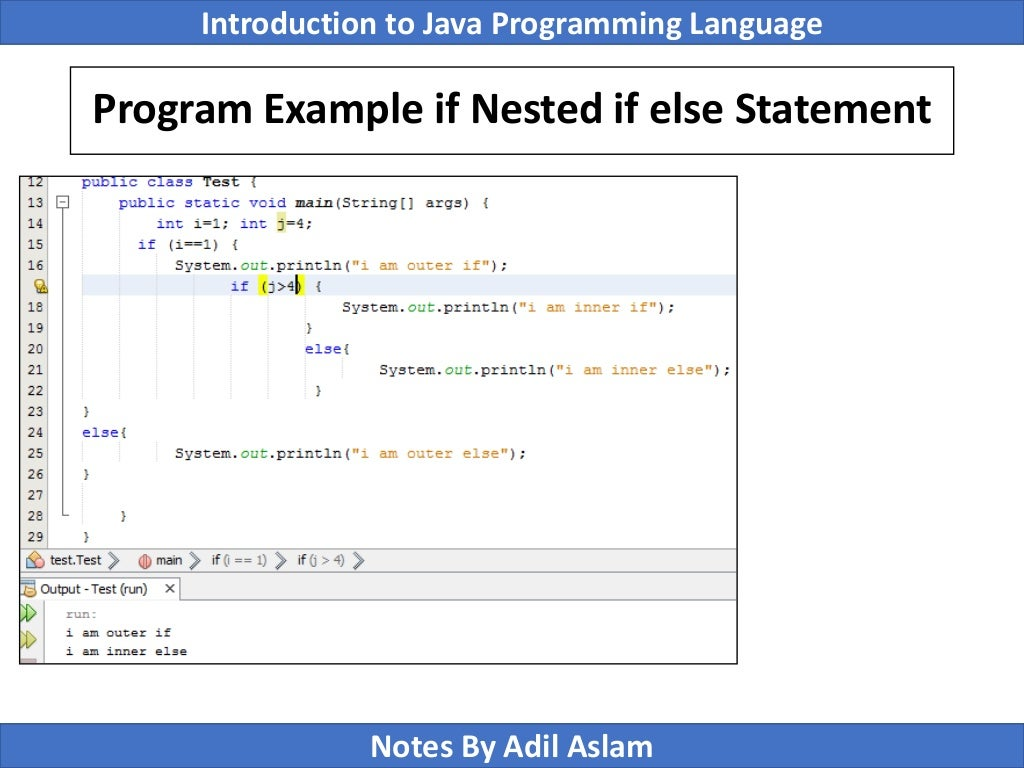 Introduction to Java Programming Language
Program Example if Nested if else Statement
12 public class Test {
13 public static void main(String[] args) {
14 int i=1; int j=4;
15 if (i==1) {
16 System.out.println("i am outer if");
if (j>4) {
18 System.out.println("i am inner if");
19 }
20 else{
21 System.out.println("i am inner else");
22 }
23 }
24 else{
25 System.out.println("i am outer else");
26 }
27
28 }
29 }
test.Test main if (i == 1) if (j > 4)
Output - Test (run)
run:
i am outer if
i am inner else
Notes By Adil Aslam